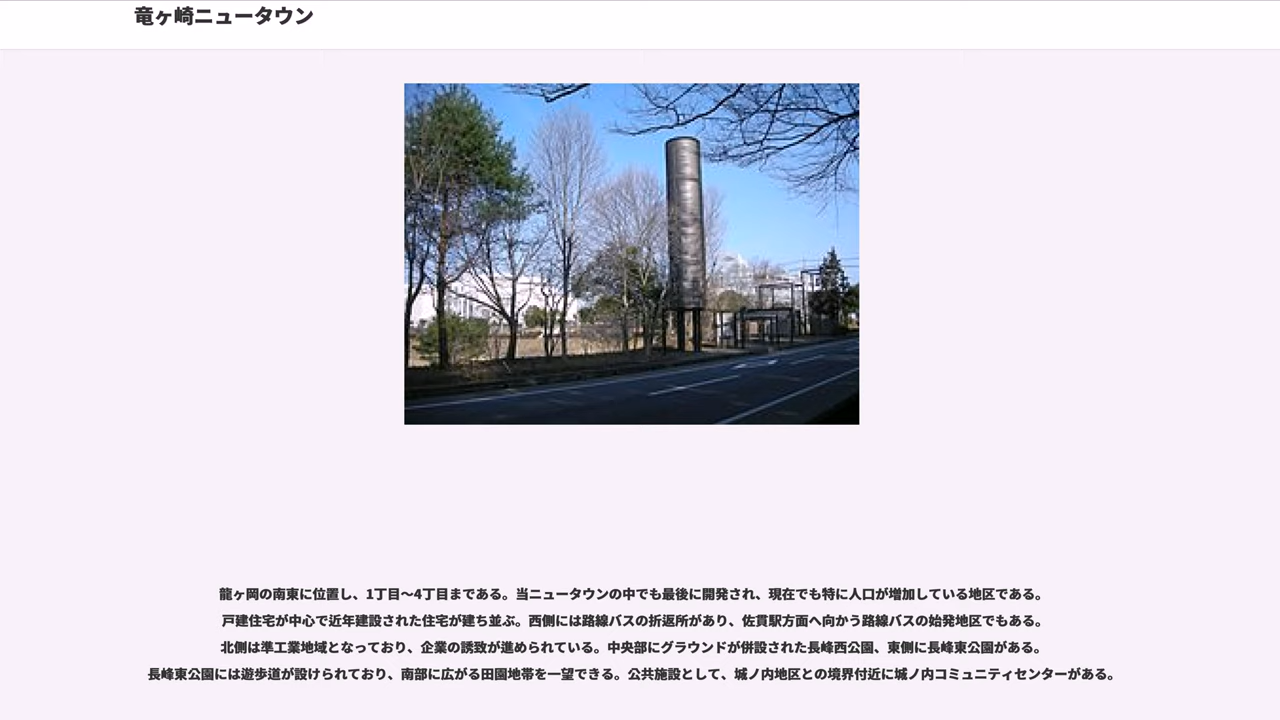 竜ヶ崎ニュータウン
龍ヶ岡の南東に位置し、1丁目〜4丁目まである。当ニュータウンの中でも最後に開発され、現在でも特に人口が増加している地区である。
戸建住宅が中心で近年建設された住宅が建ち並ぶ。西側には路線バスの折返所があり、佐貫駅方面へ向かう路線バスの始発地区でもある。
北側は準工業地域となっており、企業の誘致が進められている。中央部にグラウンドが併設された長峰西公園、東側に長峰東公園がある。
長峰東公園には遊歩道が設けられており、南部に広がる田園地帯を一望できる。公共施設として、城ノ内地区との境界付近に城ノ内コミュニティセンターがある。